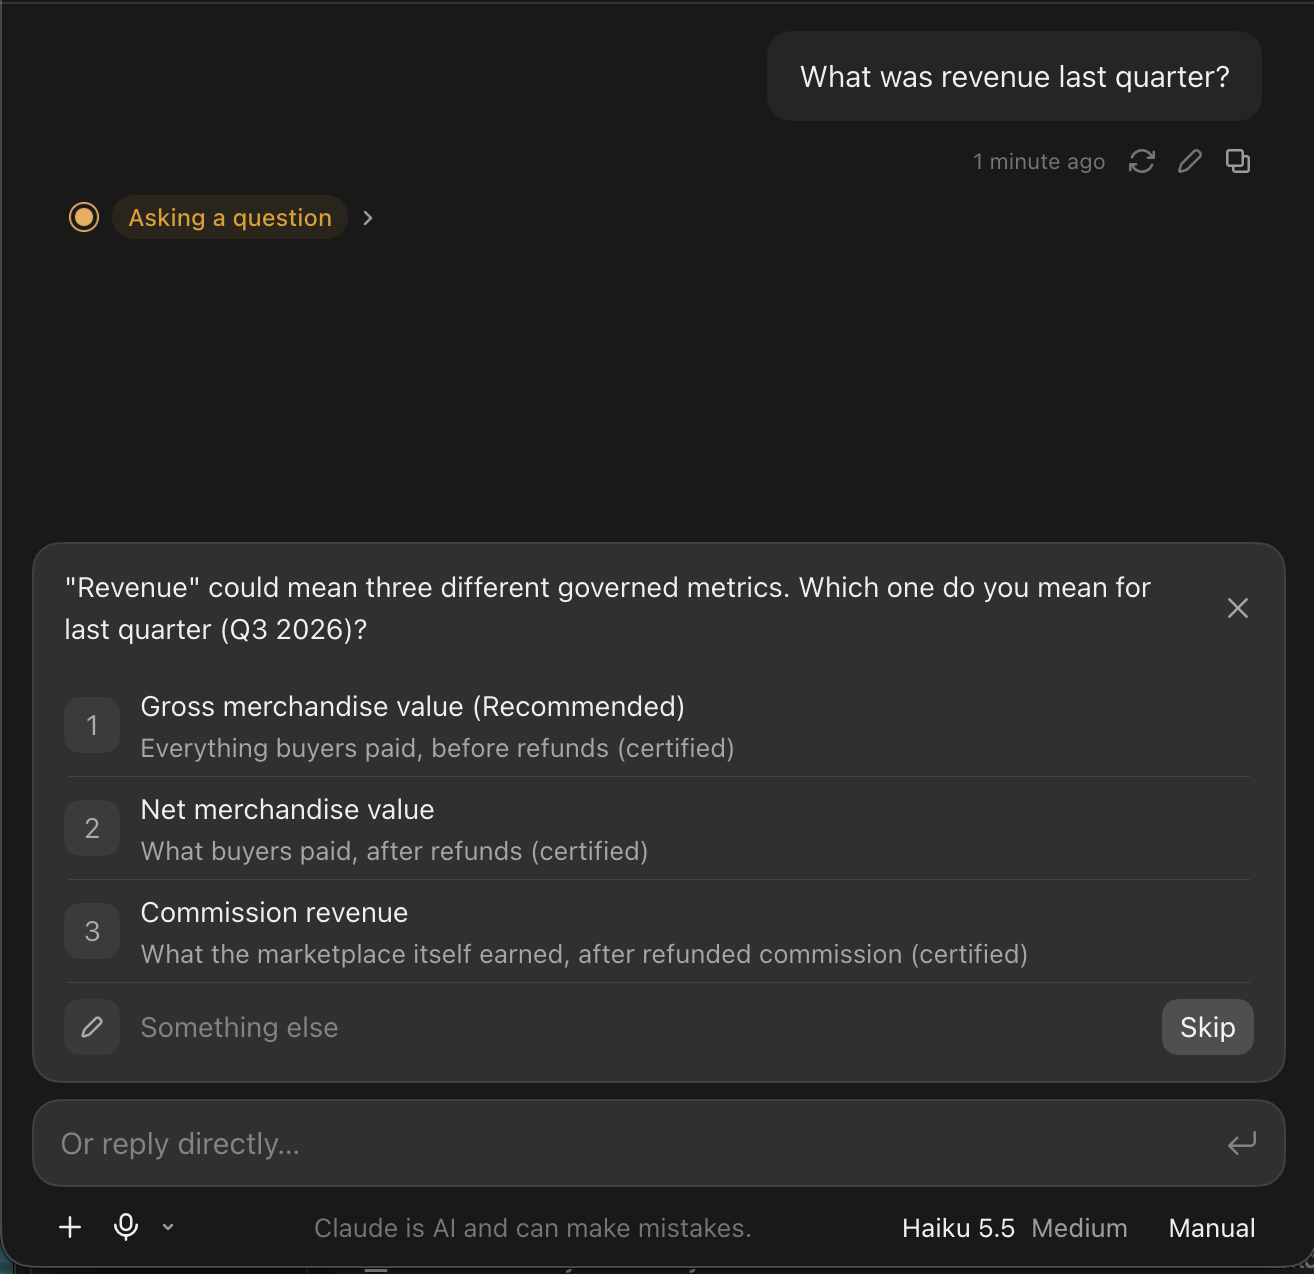 What was revenue last quarter?
1 minute ago
Asking a question
"Revenue" could mean three different governed metrics. Which one do you mean for
last quarter (Q3 2026)?
1
Gross merchandise value (Recommended)
Everything buyers paid, before refunds (certified)
2
Net merchandise value
What buyers paid, after refunds (certified)
3
Commission revenue
What the marketplace itself earned, after refunded commission (certified)
Something else
Skip
Or reply directly...
Claude is AI and can make mistakes.
Haiku 5.5 Medium
Manual